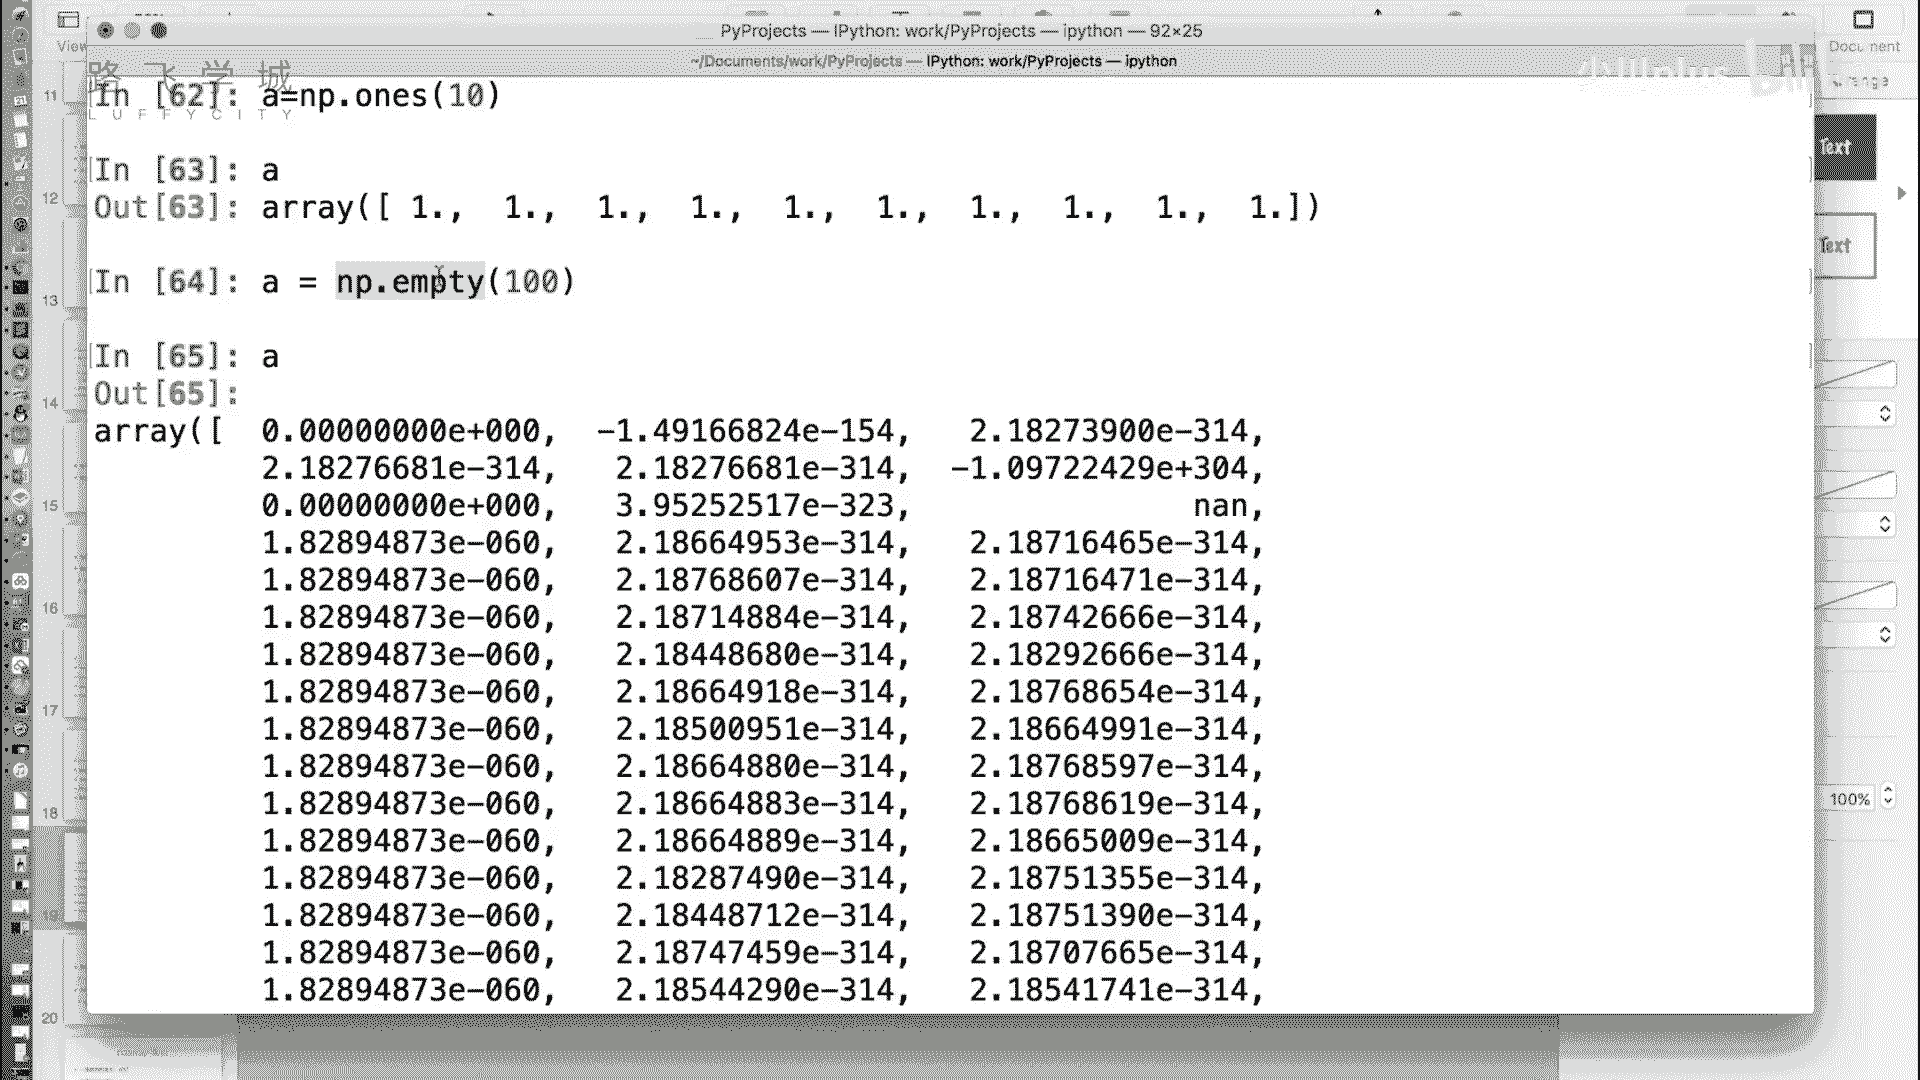 PyProjects — IPython: work/PyProjects — ipython — 92×25
~/Documents/work/PyProjects — IPython: work/PyProjects — ipython
View
路飞学城
LUFFYCITY
In [62]: a=np.ones(10)
In [63]: a
Out[63]: array([ 1.,  1.,  1.,  1.,  1.,  1.,  1.,  1.,  1.,  1.])
In [64]: a = np.empty(100)
In [65]: a
Out[65]:
array([  0.00000000e+000,  -1.49166824e-154,   2.18273900e-314,
2.18276681e-314,   2.18276681e-314,  -1.09722429e+304,
0.00000000e+000,   3.95252517e-323,               nan,
1.82894873e-060,   2.18664953e-314,   2.18716465e-314,
1.82894873e-060,   2.18768607e-314,   2.18716471e-314,
1.82894873e-060,   2.18714884e-314,   2.18742666e-314,
1.82894873e-060,   2.18448680e-314,   2.18292666e-314,
1.82894873e-060,   2.18664918e-314,   2.18768654e-314,
1.82894873e-060,   2.18500951e-314,   2.18664991e-314,
1.82894873e-060,   2.18664880e-314,   2.18768597e-314,
1.82894873e-060,   2.18664883e-314,   2.18768619e-314,
1.82894873e-060,   2.18664889e-314,   2.18665009e-314,
1.82894873e-060,   2.18287490e-314,   2.18751355e-314,
1.82894873e-060,   2.18448712e-314,   2.18751390e-314,
1.82894873e-060,   2.18747459e-314,   2.18707665e-314,
1.82894873e-060,   2.18544290e-314,   2.18541741e-314,
11
12
13
14
15
16
17
18
19
20
Text
Text
100%